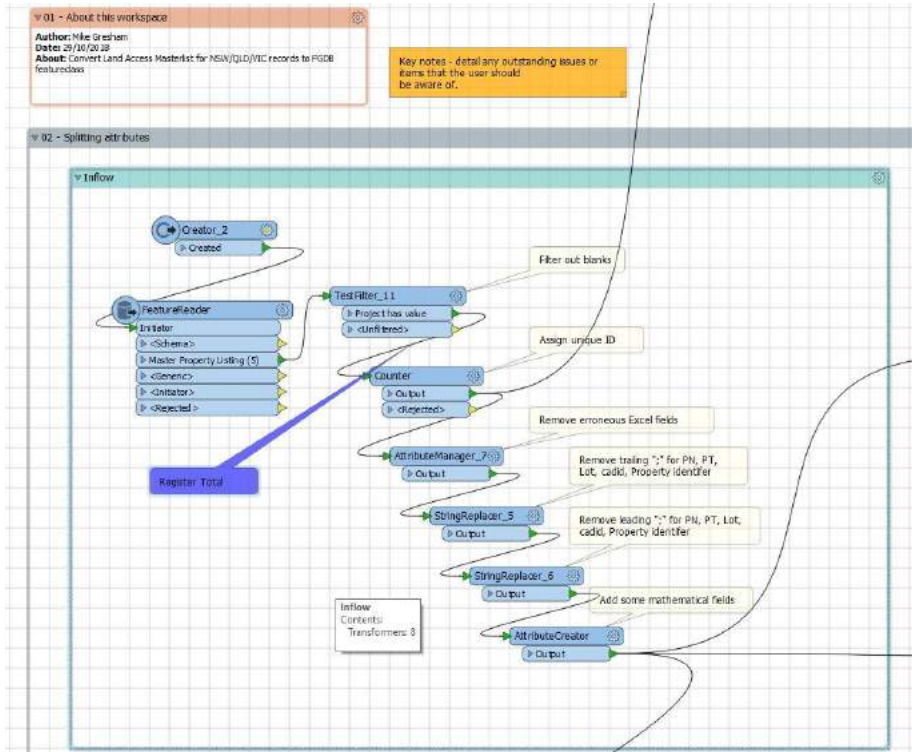 01 - About this workspace
Author: Mike Gresham
Date: 29/10/2018
About: Convert Land Access Masterlist for NSW/QLD/VIC records to FGDB
featureclass
Key notes - detail any outstanding issues or
items that the user should
be aware of.
02 - Splitting attributes
Inflow
Creator_2
Created
Filter out blanks
FeatureReader
Initiator
<Schema>
Master Property Listing (5)
<Generic>
<Initiator>
<Rejected>
TestFilter_11
Project has value
<Unfiltered>
Assign unique ID
Counter
Output
<Rejected>
Remove erroneous Excel fields
AttributeManager_7
Output
Register Total
Remove trailing ";" for PN, PT,
Lot, cadid, Property identifer
StringReplacer_5
Output
Remove leading ";" for PN, PT, Lot,
cadid, Property identifer
StringReplacer_6
Output
Add some mathematical fields
Inflow
Contents:
Transformers: 8
AttributeCreator
Output